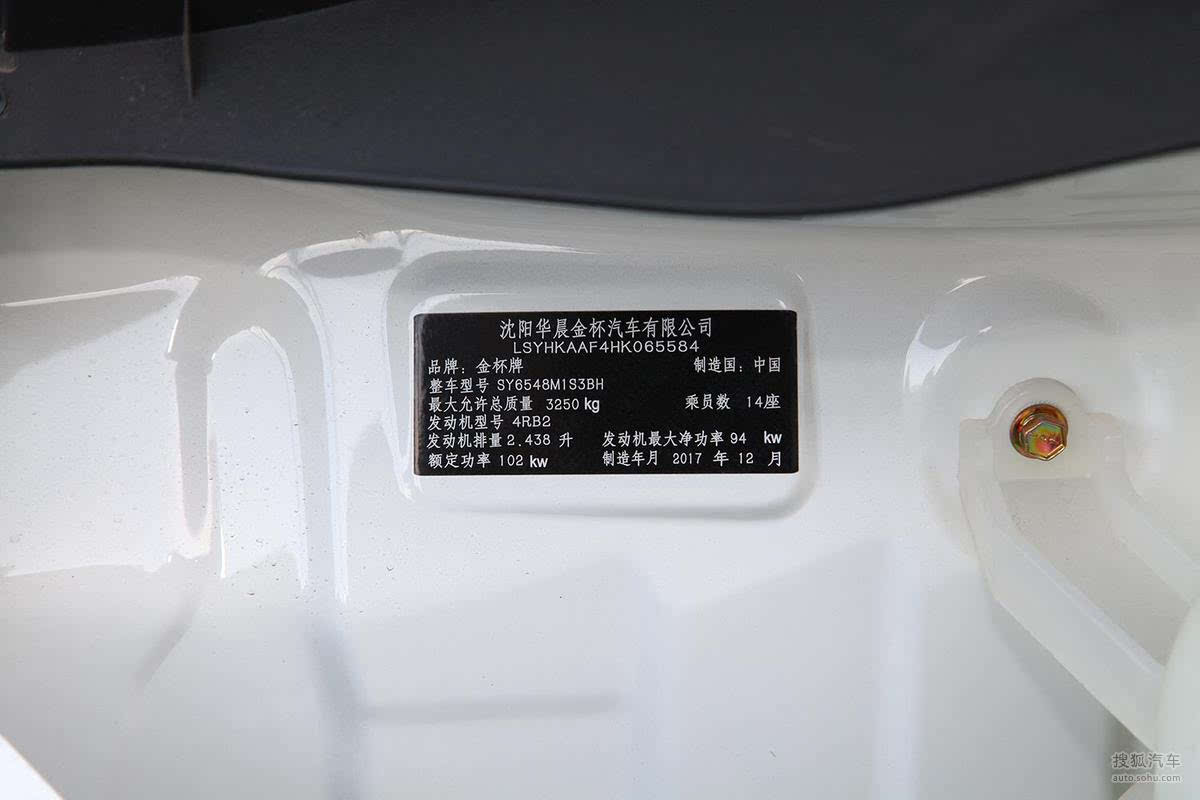 沈阳华晨金杯汽车有限公司
LSYHKAAF4HK065584
品牌：金杯牌 制造国：中国
整车型号 SY6548M1S3BH
最大允许总质量 3250 kg 乘员数 14座
发动机型号 4RB2
发动机排量 2.438 升 发动机最大净功率 94 kw
额定功率 102 kw 制造年月 2017 年 12 月
搜狐汽车
auto.sohu.com